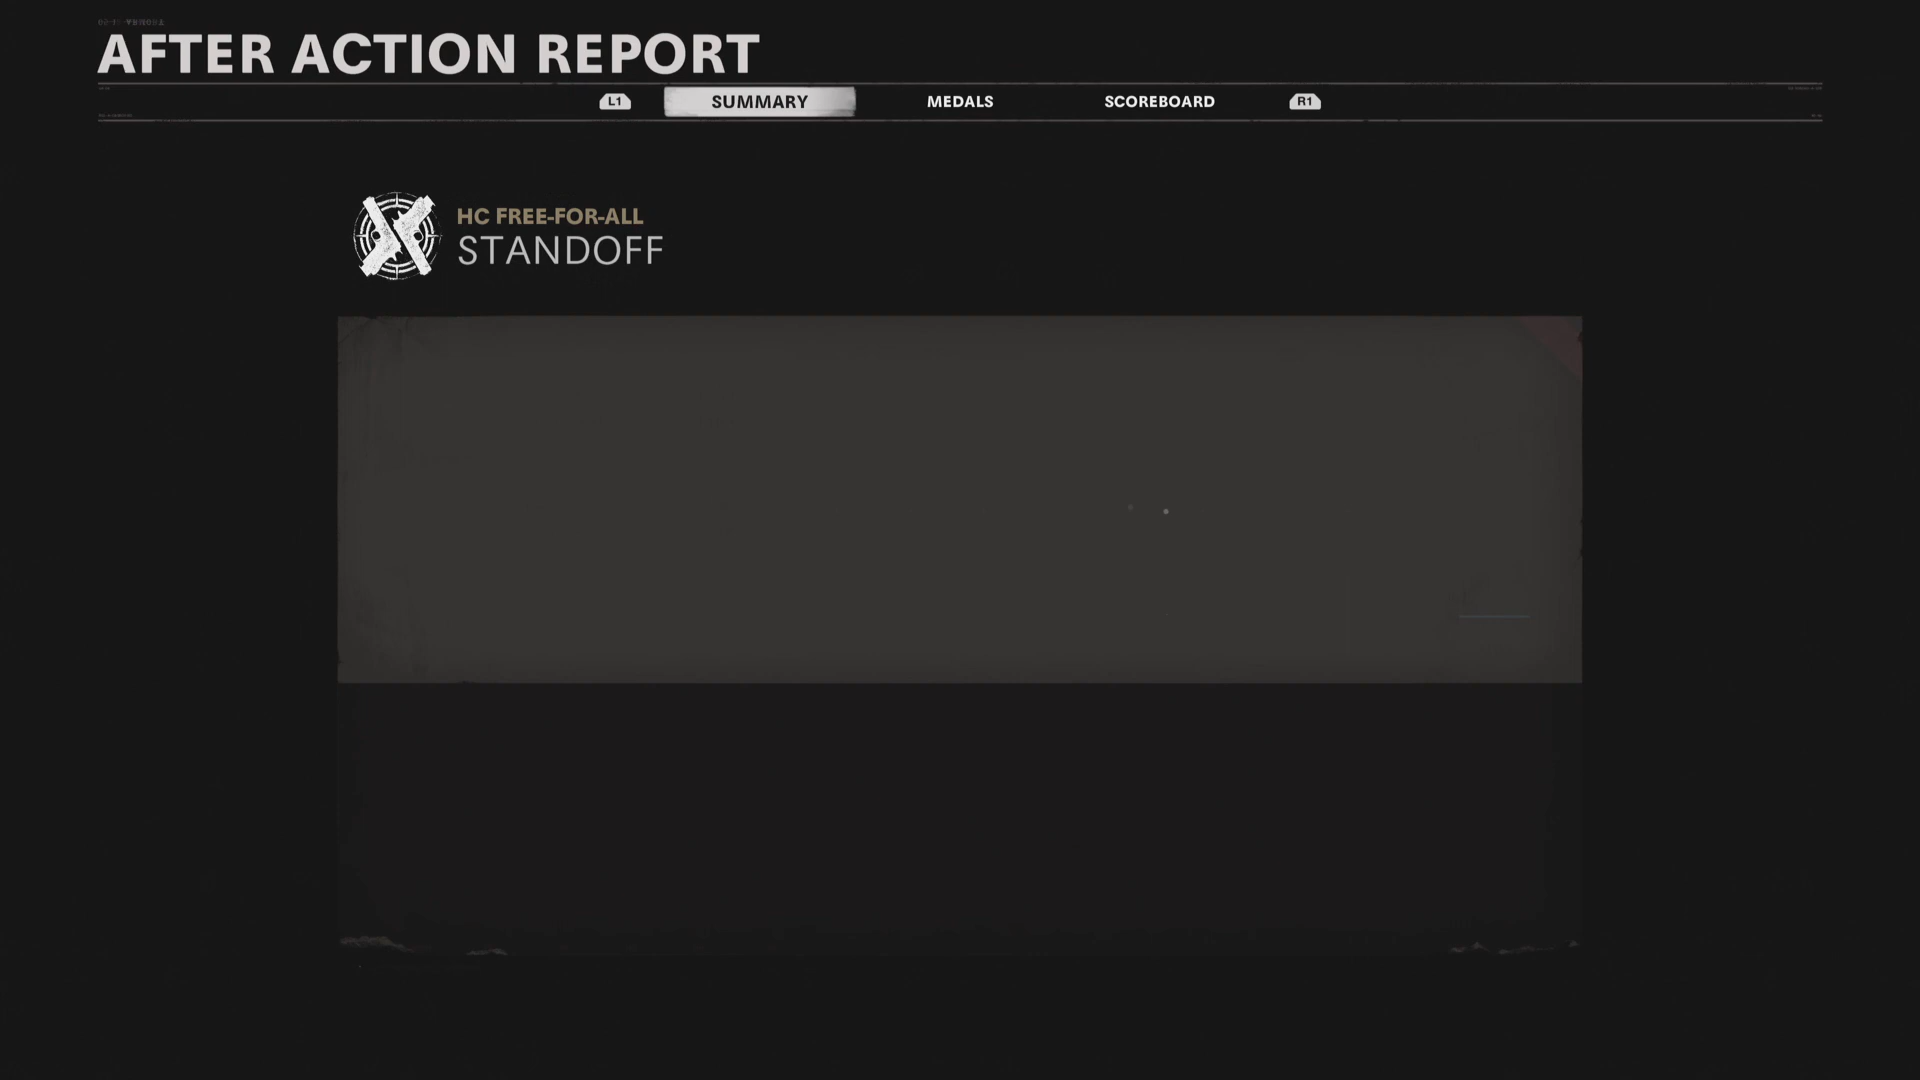 AFTER ACTION REPORT
L1 SUMMARY MEDALS SCOREBOARD R1
HC FREE-FOR-ALL
STANDOFF